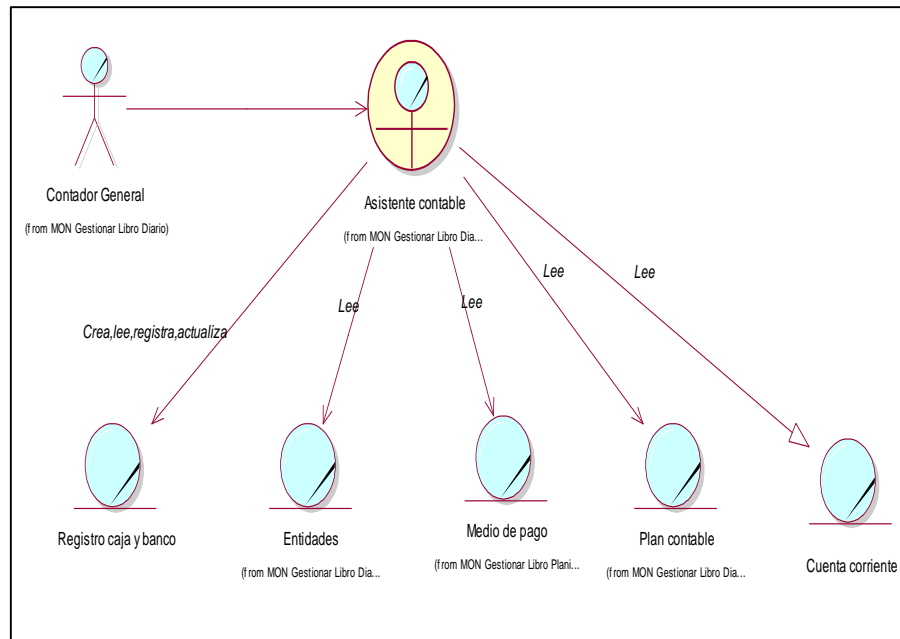 Contador General
(from MON Gestionar Libro Diario)
Asistente contable
(from MON Gestionar Libro Dia...
Crea,lee,registra,actualiza
Lee
Lee
Lee
Lee
Registro caja y banco
Entidades
(from MON Gestionar Libro Dia...
Medio de pago
(from MON Gestionar Libro Plani...
Plan contable
(from MON Gestionar Libro Dia...
Cuenta corriente